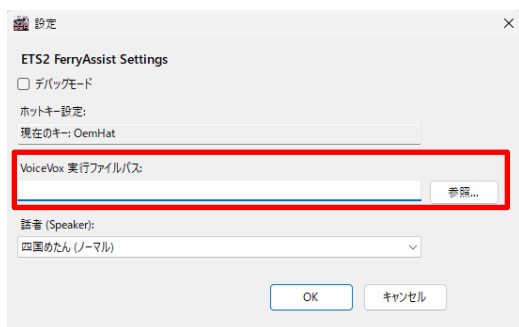 設定
ETS2 FerryAssist Settings
デバッグモード
ホットキー設定:
現在のキー: OemHat
VoiceVox 実行ファイルパス:
参照...
話者 (Speaker):
四国めたん (ノーマル)
OK キャンセル